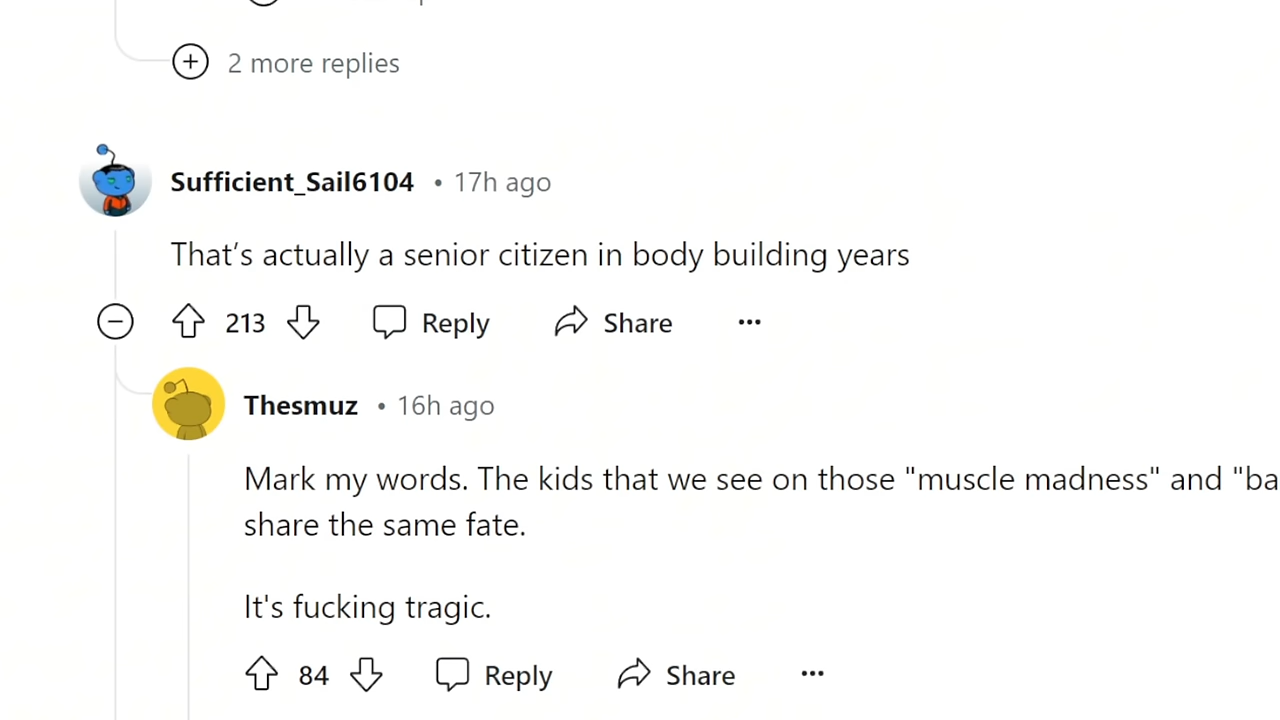 2 more replies
Sufficient_Sail6104 • 17h ago
That's actually a senior citizen in body building years
213 Reply Share ...
Thesmuz • 16h ago
Mark my words. The kids that we see on those "muscle madness" and "ba
share the same fate.
It's fucking tragic.
84 Reply Share ...